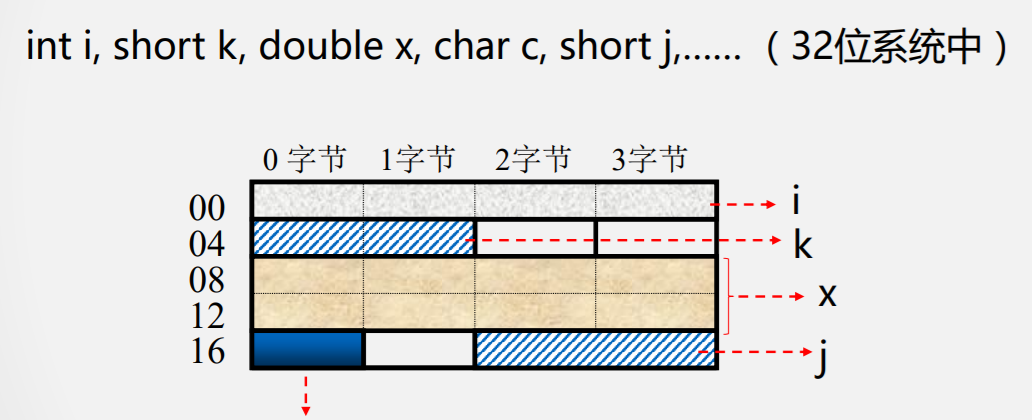 int i, short k, double x, char c, short j,...... （32位系统中）
0 字节 1字节 2字节 3字节
00 i
04 k
08
x
12
16 j